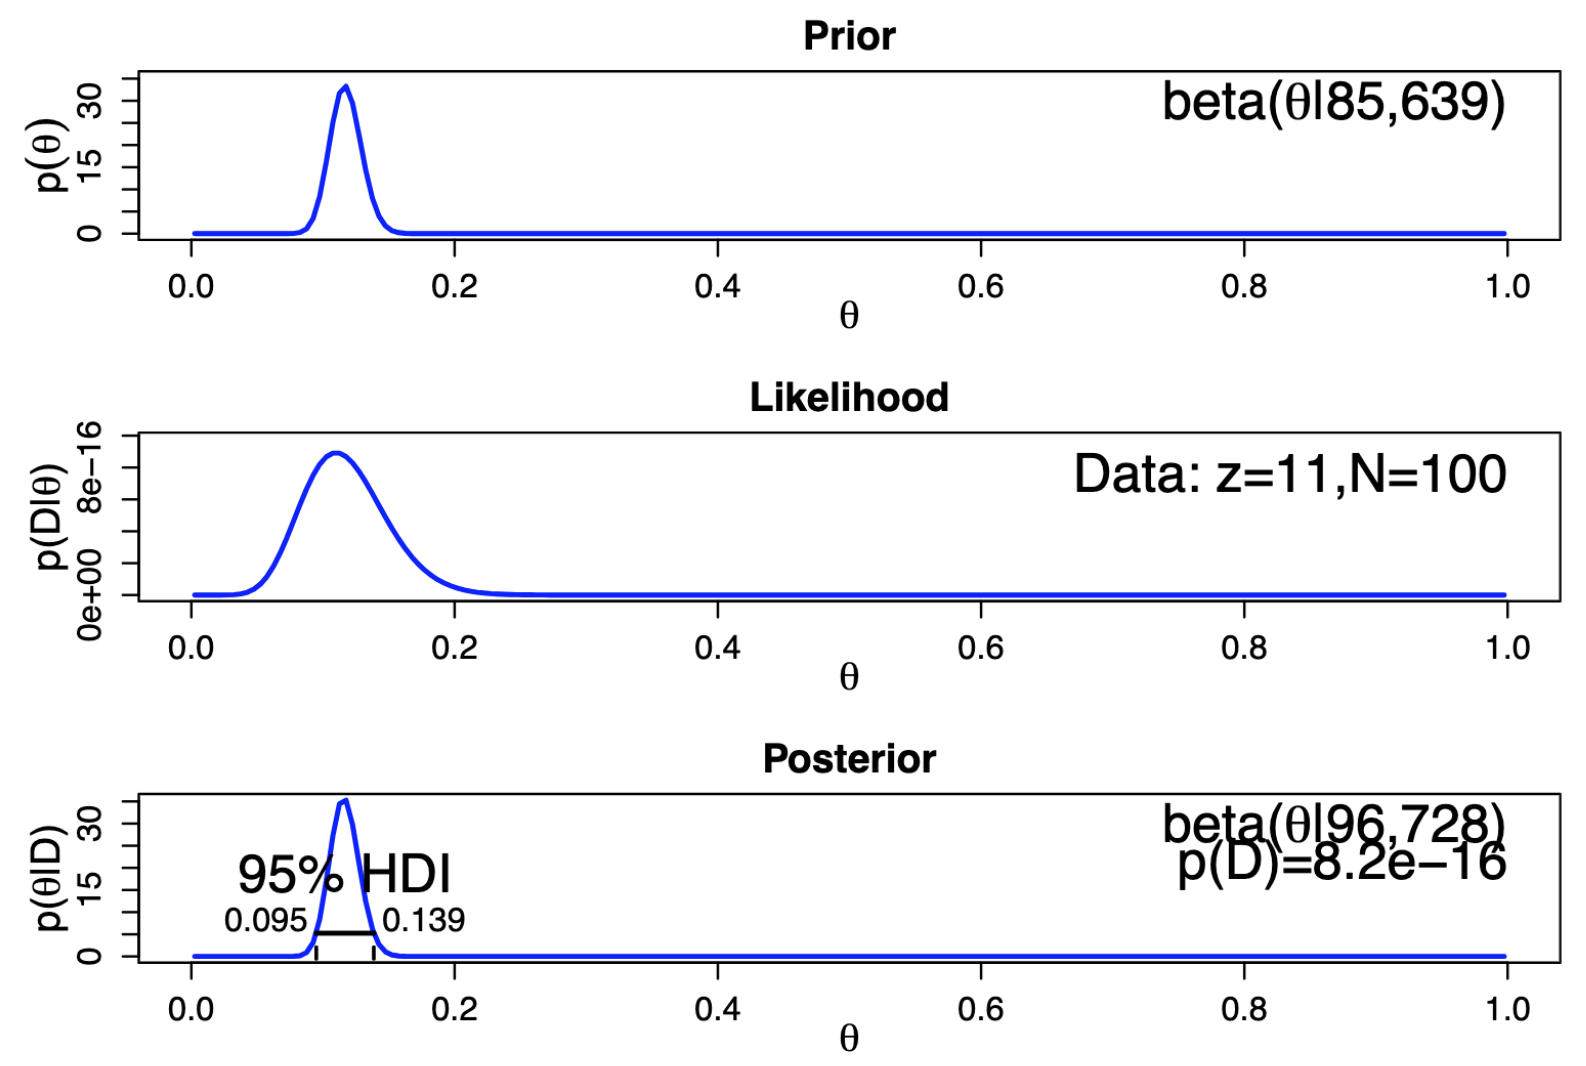 Prior
p(θ)
0 15 30
beta(θ|85,639)
0.0 0.2 0.4 0.6 0.8 1.0
θ
Likelihood
p(D|θ)
0e+00 8e−16
Data: z=11,N=100
0.0 0.2 0.4 0.6 0.8 1.0
θ
Posterior
p(θ|D)
0 15 30
beta(θ|96,728)
p(D)=8.2e−16
95% HDI
0.095 0.139
0.0 0.2 0.4 0.6 0.8 1.0
θ